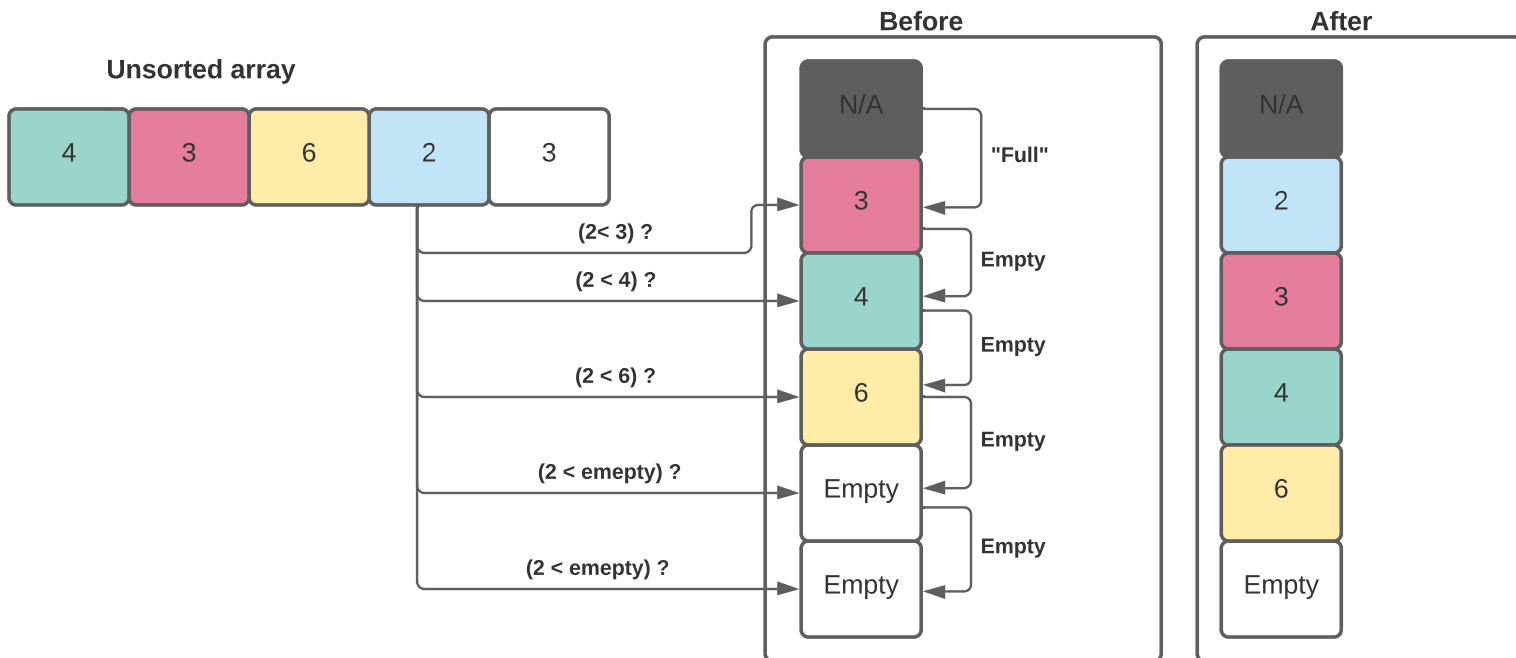 Unsorted array
4
3
6
2
3
(2< 3) ?
(2 < 4) ?
(2 < 6) ?
(2 < emepty) ?
(2 < emepty) ?
Before
N/A
3
4
6
Empty
Empty
"Full"
Empty
Empty
Empty
Empty
After
N/A
2
3
4
6
Empty